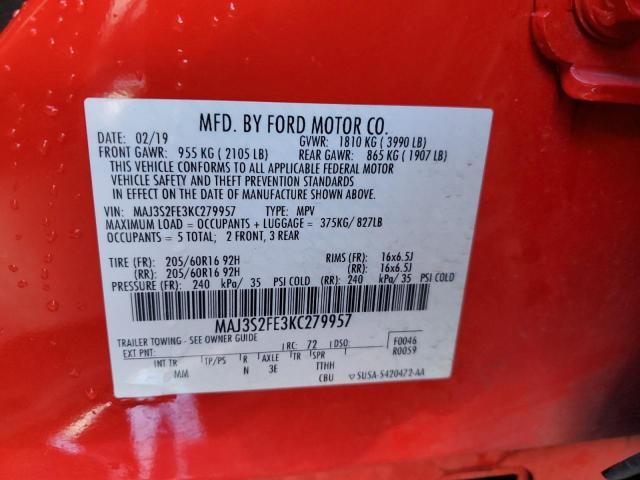 MFD. BY FORD MOTOR CO.
DATE: 02/19 GVWR: 1810 KG ( 3990 LB)
FRONT GAWR: 955 KG ( 2105 LB) REAR GAWR: 865 KG ( 1907 LB)
THIS VEHICLE CONFORMS TO ALL APPLICABLE FEDERAL MOTOR
VEHICLE SAFETY AND THEFT PREVENTION STANDARDS
IN EFFECT ON THE DATE OF MANUFACTURE SHOWN ABOVE.
VIN: MAJ3S2FE3KC279957 TYPE: MPV
MAXIMUM LOAD = OCCUPANTS + LUGGAGE = 375KG/ 827LB
OCCUPANTS = 5 TOTAL; 2 FRONT, 3 REAR
TIRE (FR): 205/60R16 92H RIMS (FR): 16x6.5J
(RR): 205/60R16 92H (RR): 16x6.5J
PRESSURE (FR): 240 kPa/ 35 PSI COLD (RR): 240 kPa/ 35 PSI COLD
MAJ3S2FE3KC279957
TRAILER TOWING - SEE OWNER GUIDE
EXT PNT: RC: 72 DSO: F0046
R0059
INT TR TP/PS R AXLE TR SPR
MM N 3E TTHH
CBU SU5A-5420472-AA